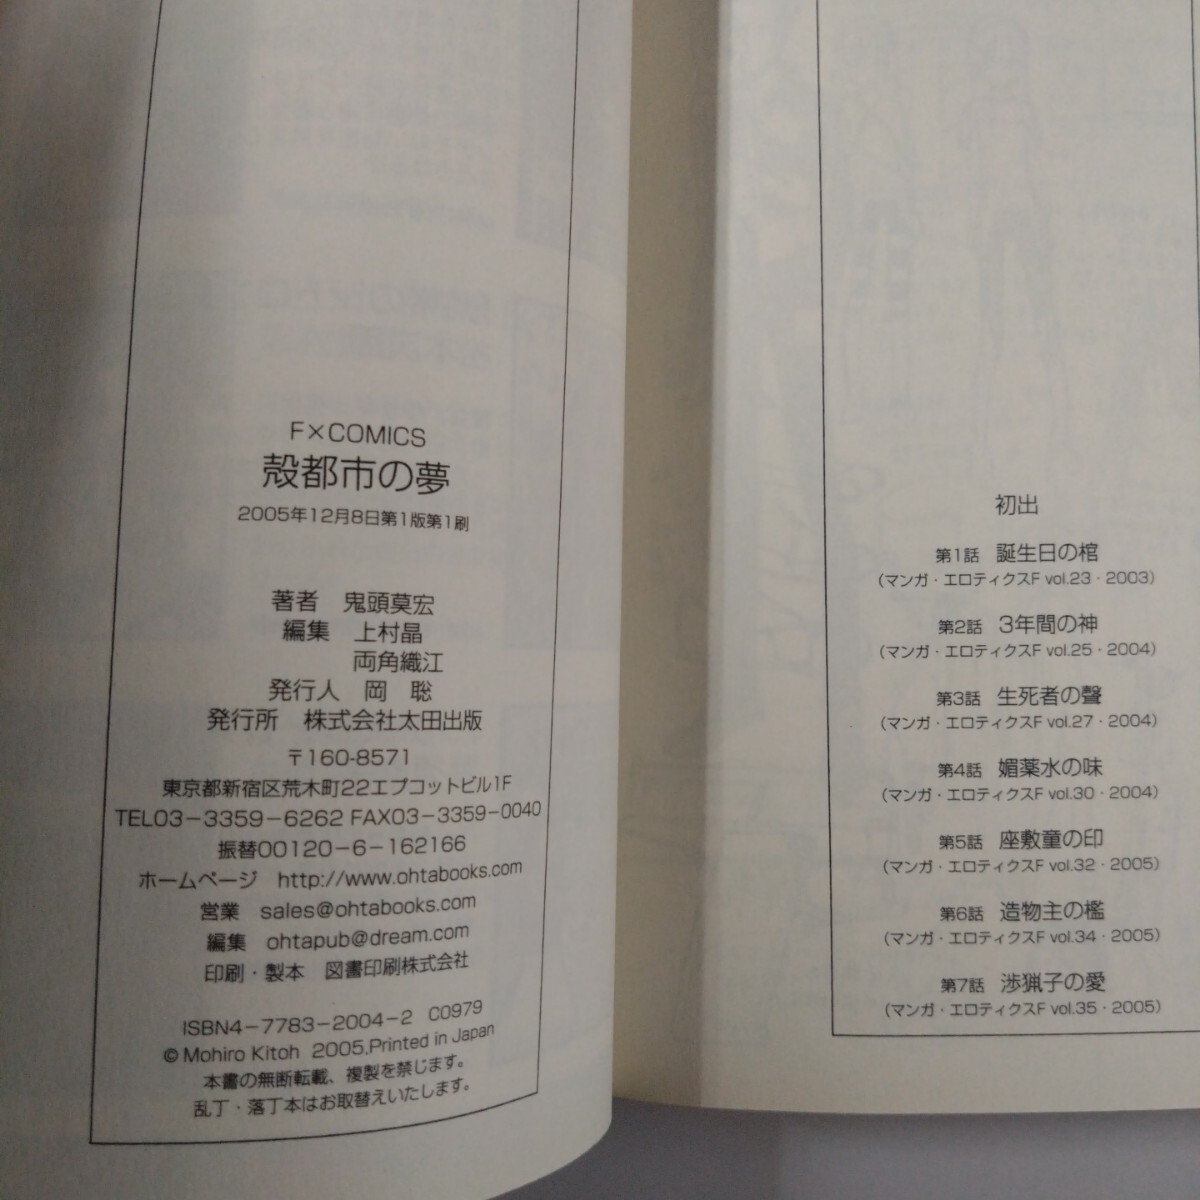 F×COMICS
殻都市の夢
2005年12月8日第1版第1刷
著者　鬼頭莫宏
編集　上村晶
両角織江
発行人　岡　聡
発行所　株式会社太田出版
〒160-8571
東京都新宿区荒木町22エプコットビル1F
TEL03-3359-6262 FAX03-3359-0040
振替00120-6-162166
ホームページ　http://www.ohtabooks.com
営業　sales@ohtabooks.com
編集　ohtapub@dream.com
印刷・製本　図書印刷株式会社
ISBN4-7783-2004-2　C0979
© Mohiro Kitoh 2005.Printed in Japan
本書の無断転載、複製を禁じます。
乱丁・落丁本はお取替えいたします。
初出
第1話　誕生日の棺
（マンガ・エロティクスF vol.23・2003）
第2話　3年間の神
（マンガ・エロティクスF vol.25・2004）
第3話　生死者の聲
（マンガ・エロティクスF vol.27・2004）
第4話　媚薬水の味
（マンガ・エロティクスF vol.30・2004）
第5話　座敷童の印
（マンガ・エロティクスF vol.32・2005）
第6話　造物主の檻
（マンガ・エロティクスF vol.34・2005）
第7話　渉猟子の愛
（マンガ・エロティクスF vol.35・2005）